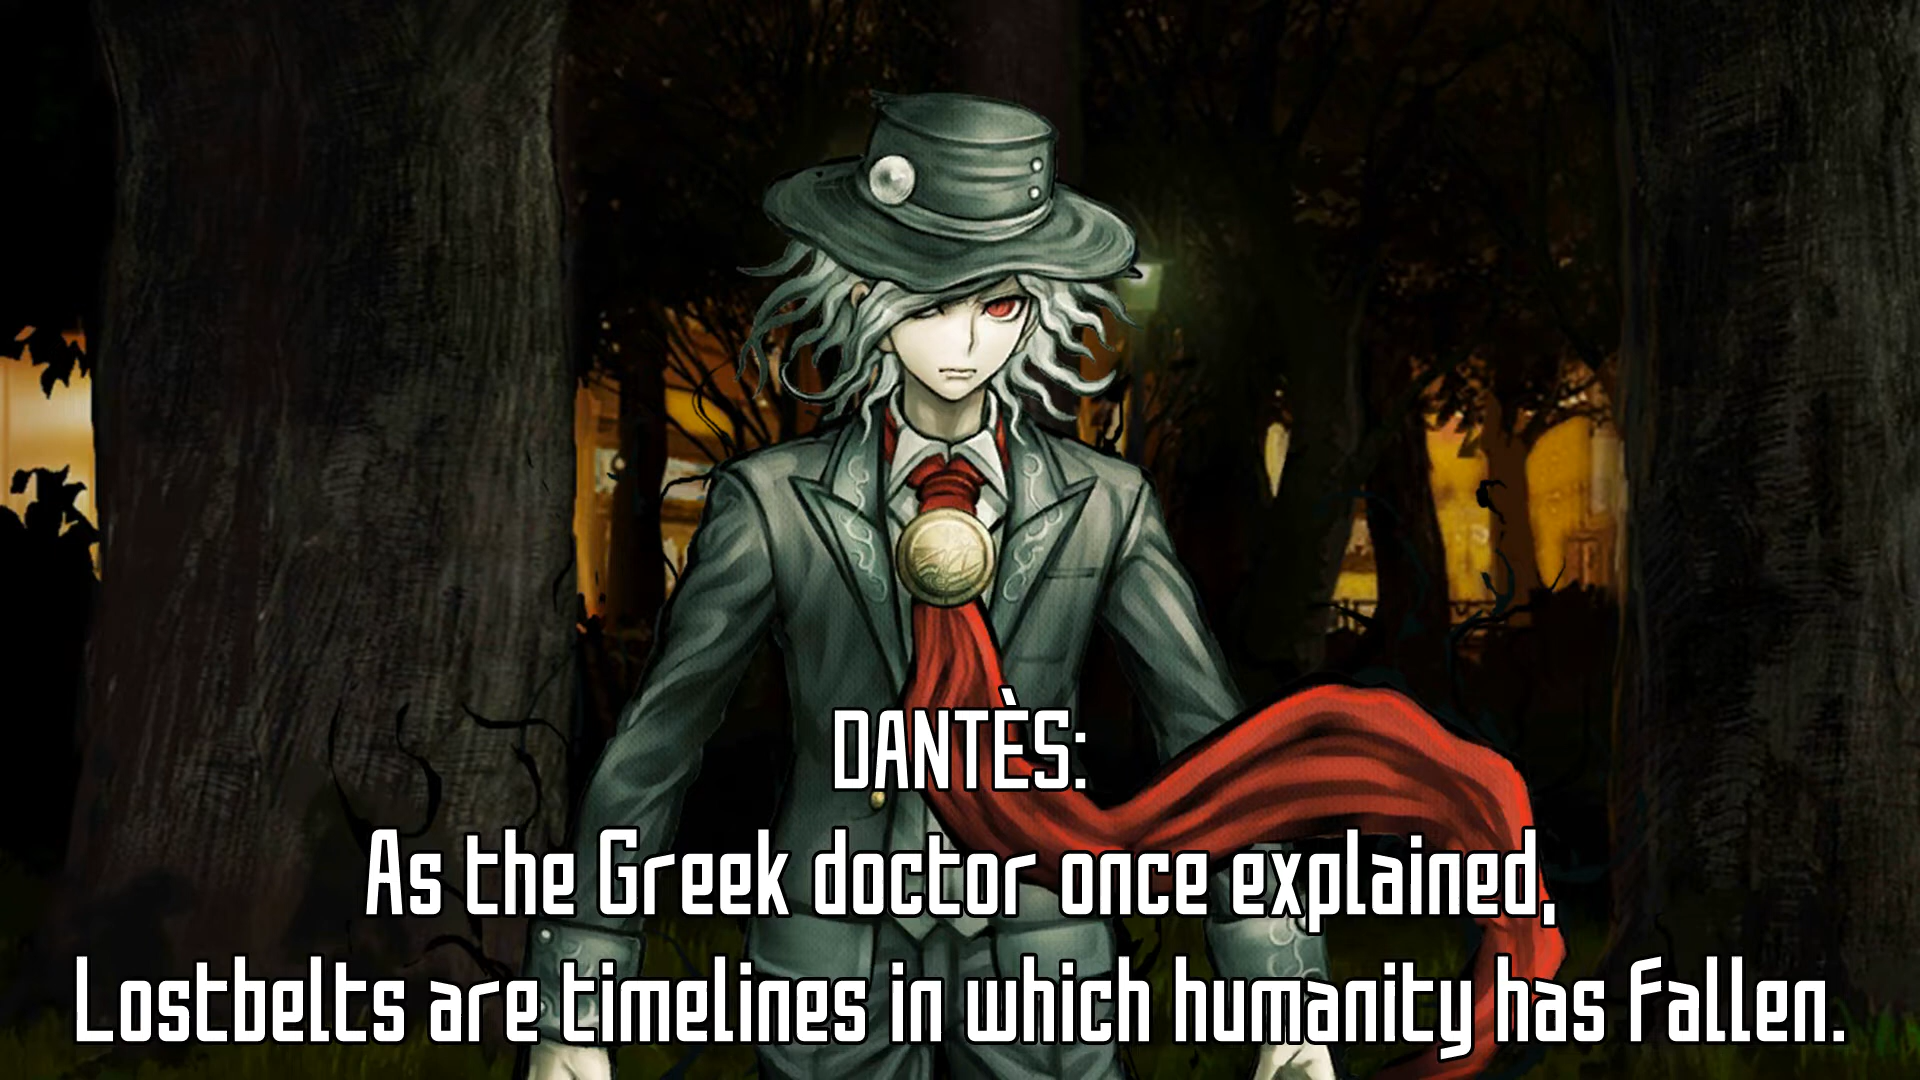 DANTÈS:
As the Greek doctor once explained,
Lostbelts are timelines in which humanity has fallen.